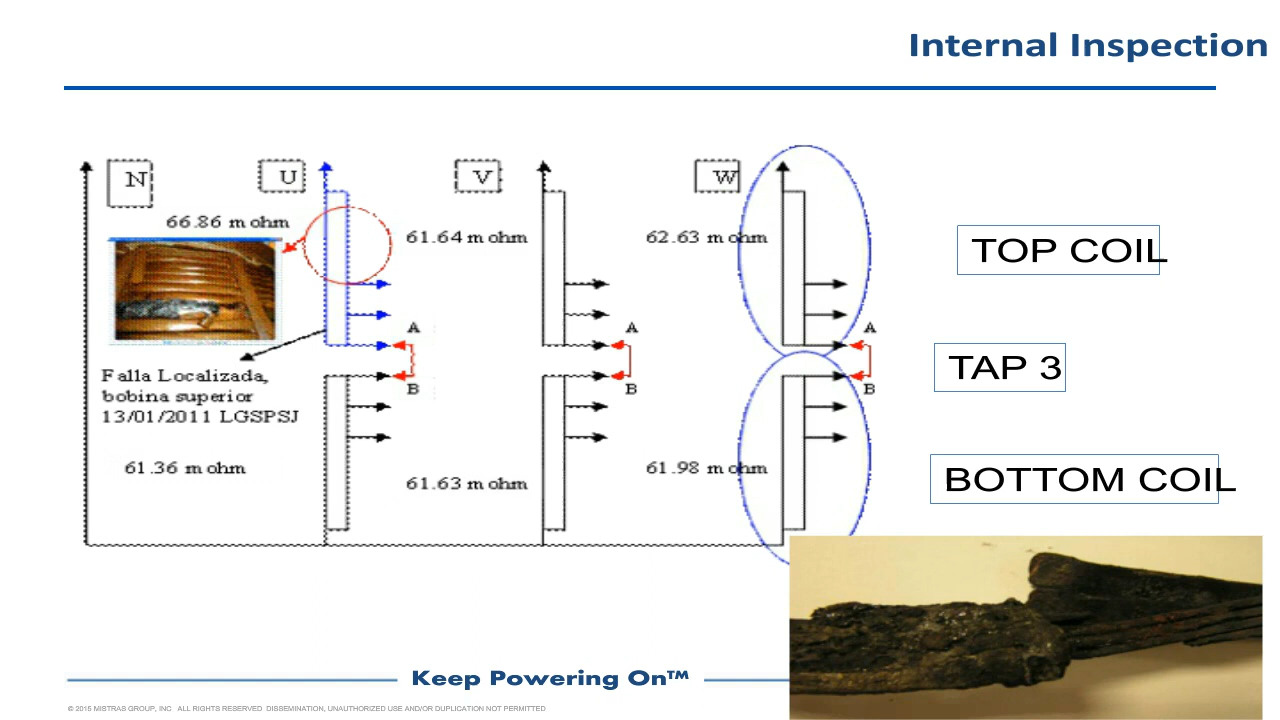 Internal Inspection
N
U
V
W
66.86 m ohm
61.64 m ohm
62.63 m ohm
TOP COIL
A
A
A
TAP 3
B
B
B
Falla Localizada,
bobina superior
13/01/2011 LGSPSJ
61.36 m ohm
61.63 m ohm
61.98 m ohm
BOTTOM COIL
Keep Powering On™
© 2015 MISTRAS GROUP, INC ALL RIGHTS RESERVED DISSEMINATION, UNAUTHORIZED USE AND/OR DUPLICATION NOT PERMITTED